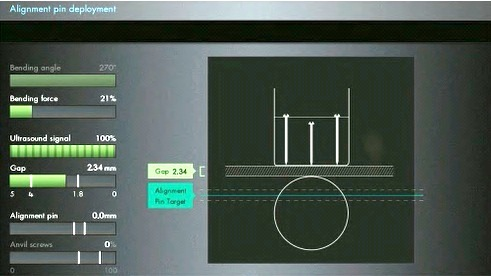 Alignment pin deployment
Bending angle 270°
Bending force 21%
Ultrasound signal 100%
Gap 2.34 mm
5 4 1.8 0
Alignment pin 0.0mm
Anvil screws 0%
0 100
Gap 2.34
Alignment
Pin Target